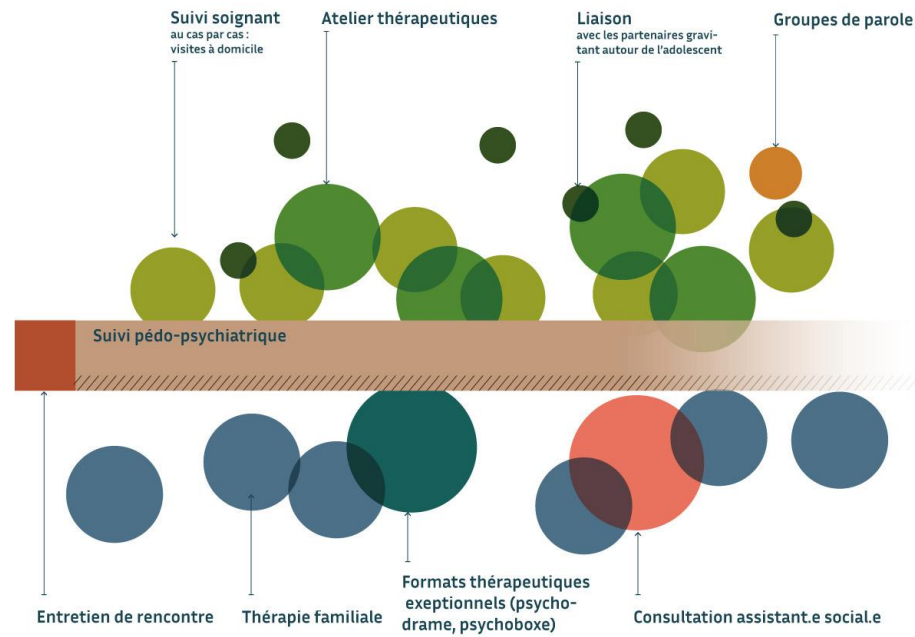 Suivi soignant
au cas par cas :
visites à domicile
Atelier thérapeutiques
Liaison
avec les partenaires gravi-
tant autour de l'adolescent
Groupes de parole
Suivi pédo-psychiatrique
Entretien de rencontre
Thérapie familiale
Formats thérapeutiques
exeptionnels (psycho-
drame, psychoboxe)
Consultation assistant.e social.e